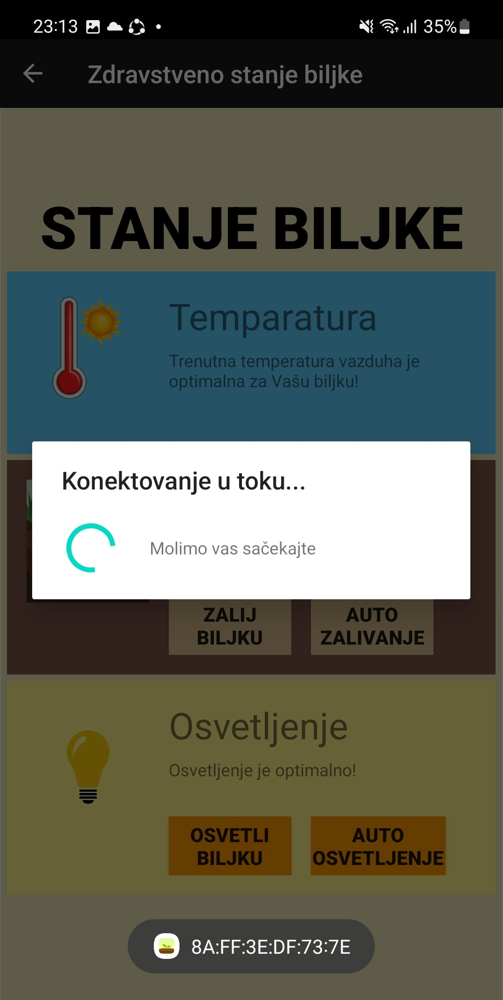 23:13
35%
Zdravstveno stanje biljke
STANJE BILJKE
Temparatura
Trenutna temperatura vazduha je
optimalna za Vašu biljku!
Konektovanje u toku...
Molimo vas sačekajte
ZALIJ
BILJKU
AUTO
ZALIVANJE
Osvetljenje
Osvetljenje je optimalno!
OSVETLI
BILJKU
AUTO
OSVETLJENJE
8A:FF:3E:DF:73:7E